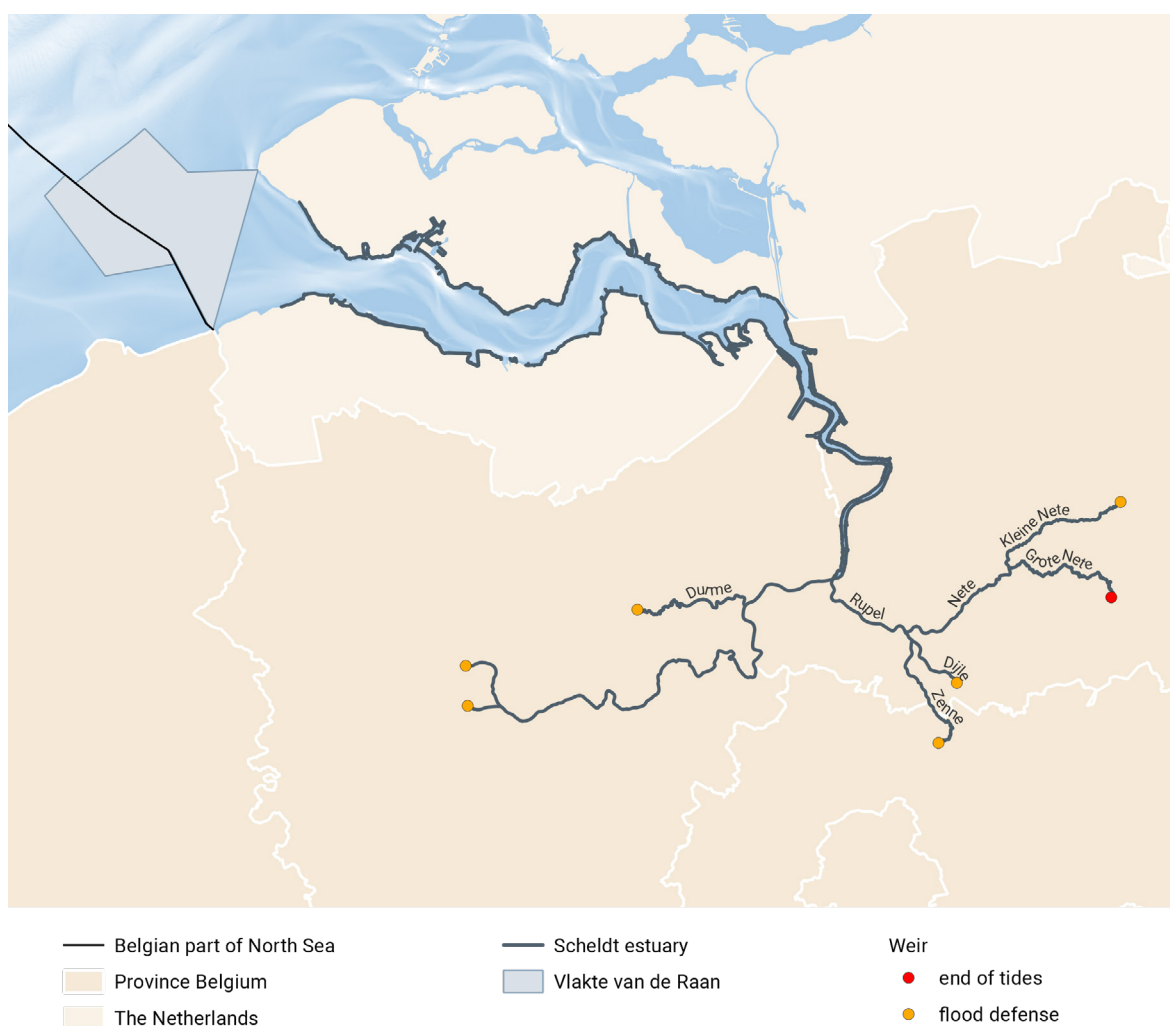 Kleine Nete
Grote Nete
Durme
Nete
Rupel
Dijle
Zenne
Belgian part of North Sea
Province Belgium
The Netherlands
Scheldt estuary
Vlakte van de Raan
Weir
end of tides
flood defense